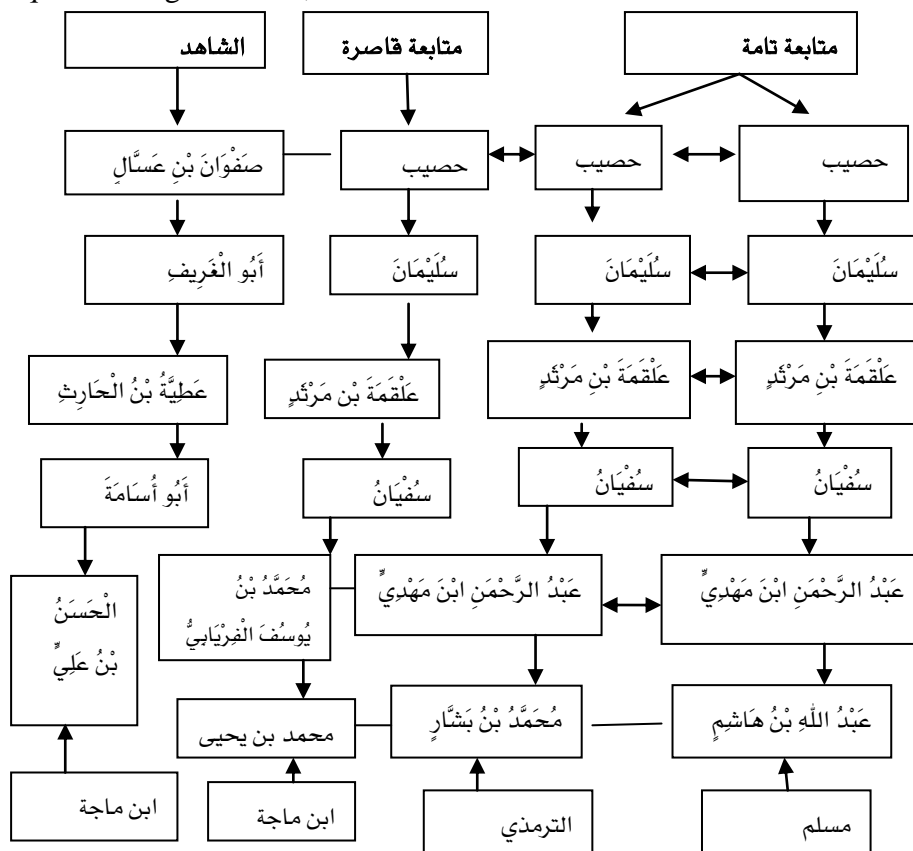 متابعة تامة
متابعة قاصرة
الشاهد
حصيب
حصيب
حصيب
صَفْوَانَ بْنِ عَسَّالٍ
سُلَيْمَانَ
سُلَيْمَانَ
سُلَيْمَانَ
أَبُو الْغَرِيفِ
عَلْقَمَةَ بْنِ مَرْثَدٍ
عَلْقَمَةَ بْنِ مَرْثَدٍ
عَلْقَمَةَ بْن مَرْثَدٍ
عَطِيَّةُ بْنُ الْحَارِثِ
سُفْيَانُ
سُفْيَانُ
سُفْيَانُ
أَبُو أُسَامَةَ
عَبْدُ الرَّحْمَنِ ابْنَ مَهْدِيٍّ
عَبْدُ الرَّحْمَنِ ابْنَ مَهْدِيٍّ
مُحَمَّدُ بْنُ
يُوسُفَ الْفِرْيَابِيُّ
الْحَسَنُ
بْنُ عَلِيٍّ
عَبْدُ اللَّهِ بْنُ هَاشِمٍ
مُحَمَّدُ بْنُ بَشَّارٍ
محمد بن يحيى
مسلم
الترمذي
ابن ماجة
ابن ماجة